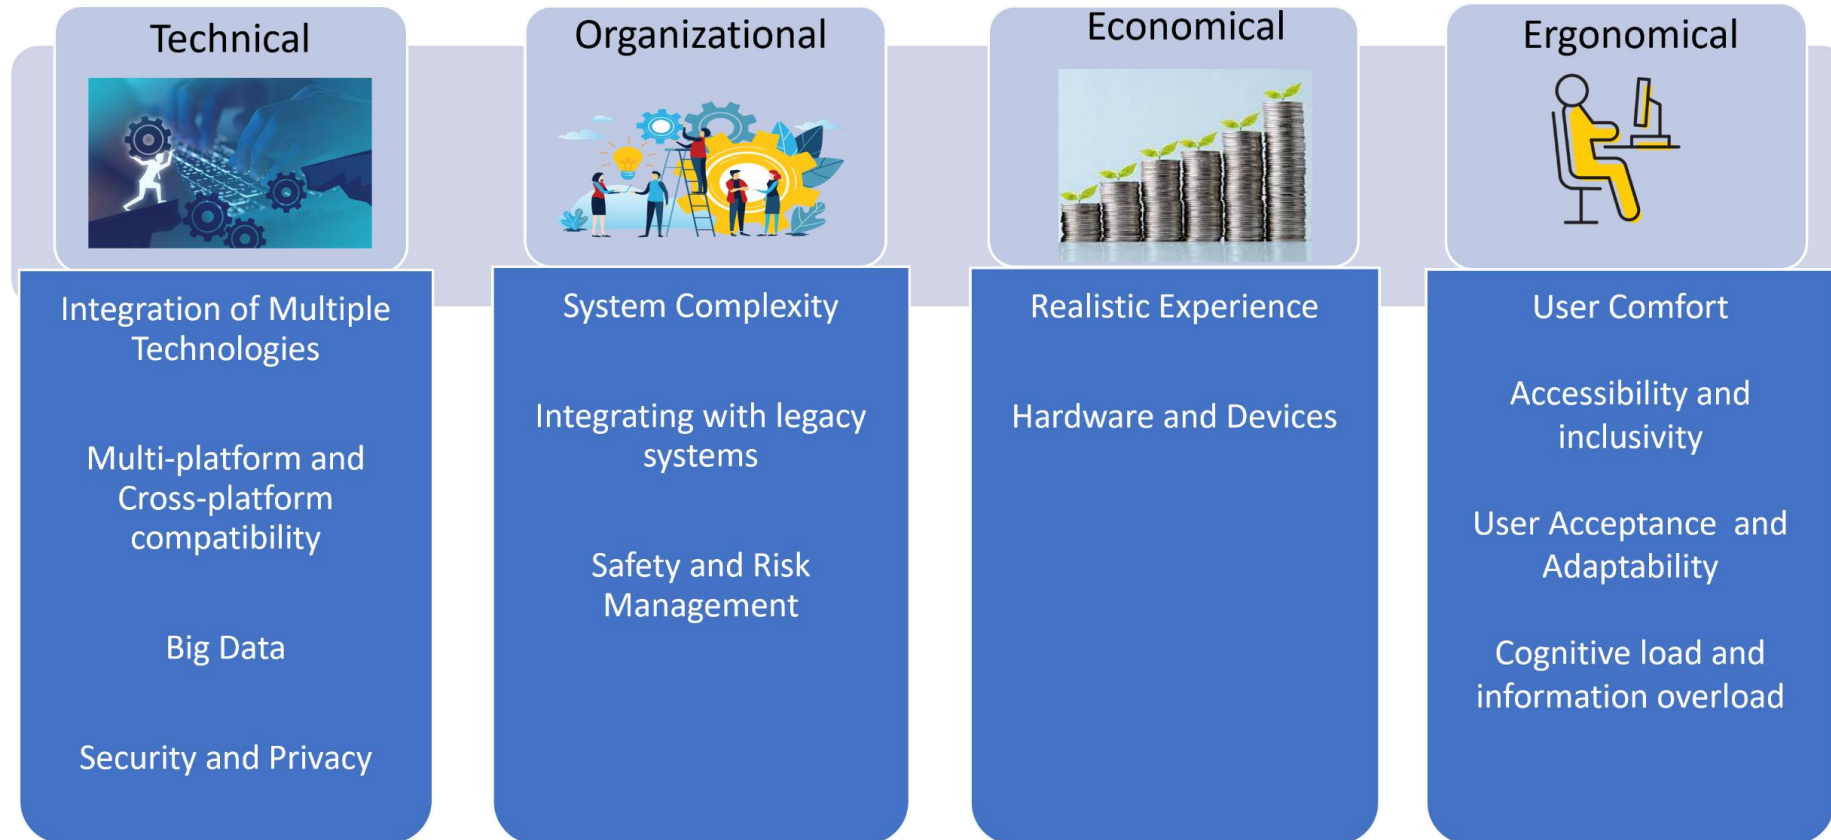 Technical
Integration of Multiple
Technologies
Multi-platform and
Cross-platform
compatibility
Big Data
Security and Privacy
Organizational
System Complexity
Integrating with legacy
systems
Safety and Risk
Management
Economical
Realistic Experience
Hardware and Devices
Ergonomical
User Comfort
Accessibility and
inclusivity
User Acceptance  and
Adaptability
Cognitive load and
information overload